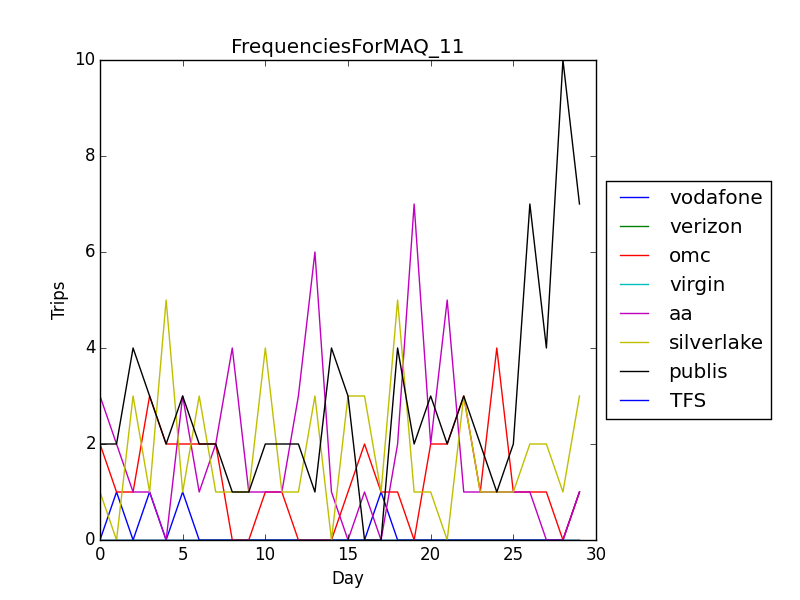 FrequenciesForMAQ_11
10
8
6
4
2
0
Trips
0 5 10 15 20 25 30
Day
vodafone
verizon
omc
virgin
aa
silverlake
publis
TFS